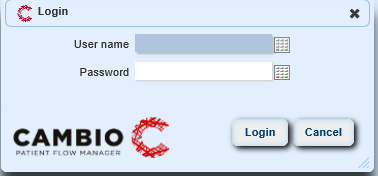 Login
User name
Password
CAMBIO
PATIENT FLOW MANAGER
Login
Cancel